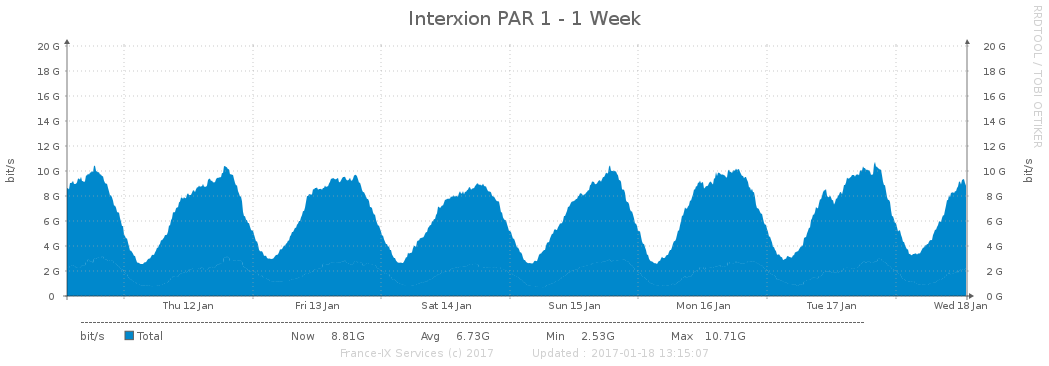 Interxion PAR 1 - 1 Week
RRDTOOL / TOBI OETIKER
bit/s
20 G 20 G
18 G 18 G
16 G 16 G
14 G 14 G
12 G 12 G
10 G 10 G
8 G 8 G
6 G 6 G
4 G 4 G
2 G 2 G
0 0 G
bit/s
Thu 12 Jan Fri 13 Jan Sat 14 Jan Sun 15 Jan Mon 16 Jan Tue 17 Jan Wed 18 Jan
bit/s Total Now 8.81G Avg 6.73G Min 2.53G Max 10.71G
France-IX Services (c) 2017 Updated : 2017-01-18 13:15:07